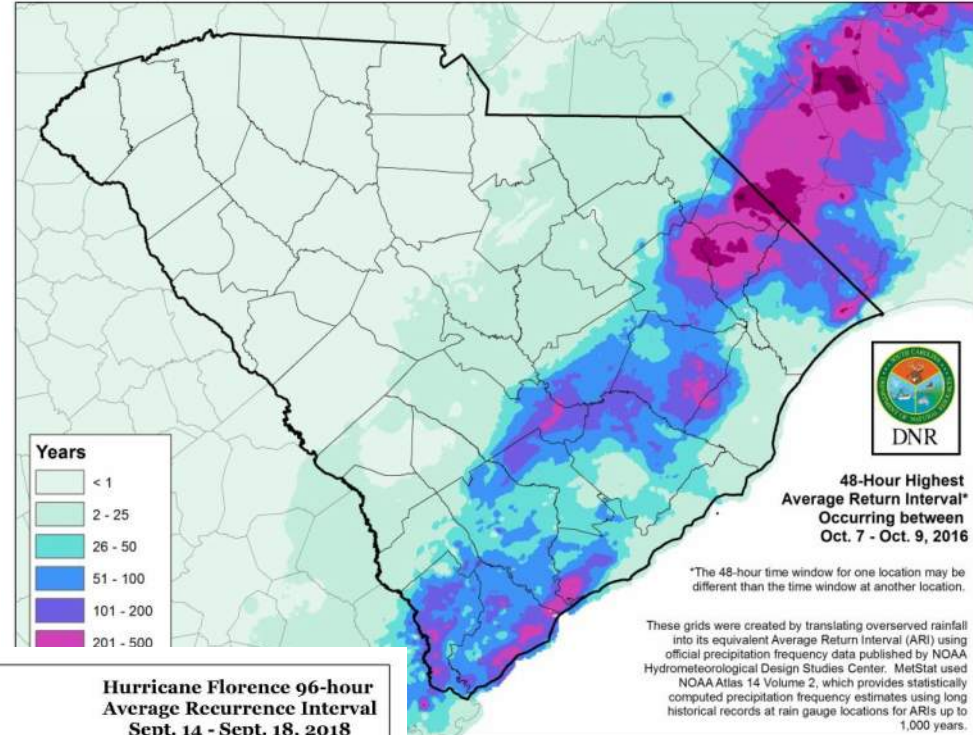 DNR
48-Hour Highest
Average Return Interval*
Occurring between
Oct. 7 - Oct. 9, 2016
*The 48-hour time window for one location may be
different than the time window at another location.
These grids were created by translating overserved rainfall
into its equivalent Average Return Interval (ARI) using
official precipitation frequency data published by NOAA
Hydrometeorological Design Studies Center. MetStat used
NOAA Atlas 14 Volume 2, which provides statistically
computed precipitation frequency estimates using long
historical records at rain gauge locations for ARIs up to
1,000 years.
Years
< 1
2 - 25
26 - 50
51 - 100
101 - 200
201 - 500
Hurricane Florence 96-hour
Average Recurrence Interval
Sept. 14 - Sept. 18, 2018